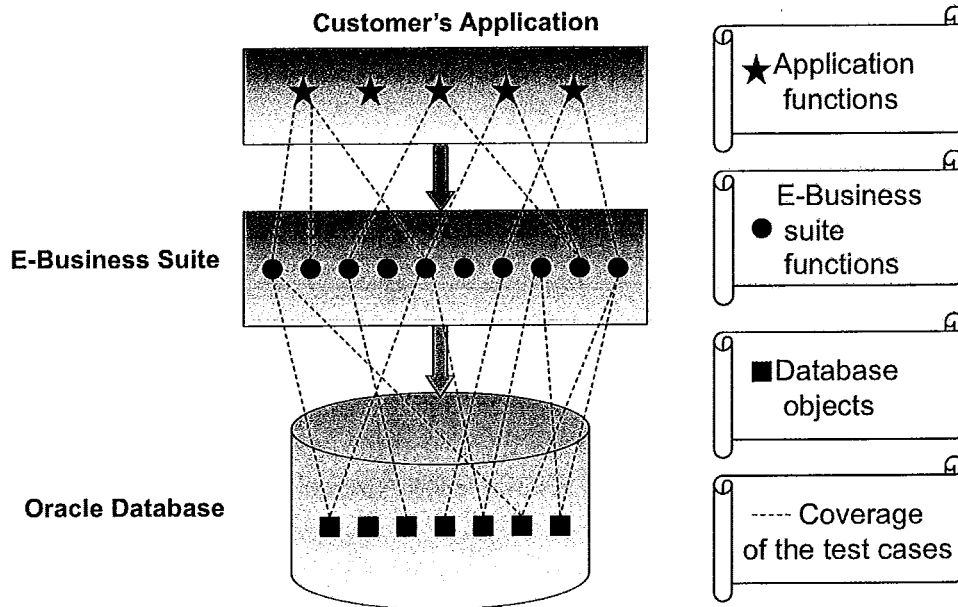 Customer's Application
E-Business Suite
Oracle Database
Application
functions
E-Business
suite
functions
Database
objects
Coverage
of the test cases